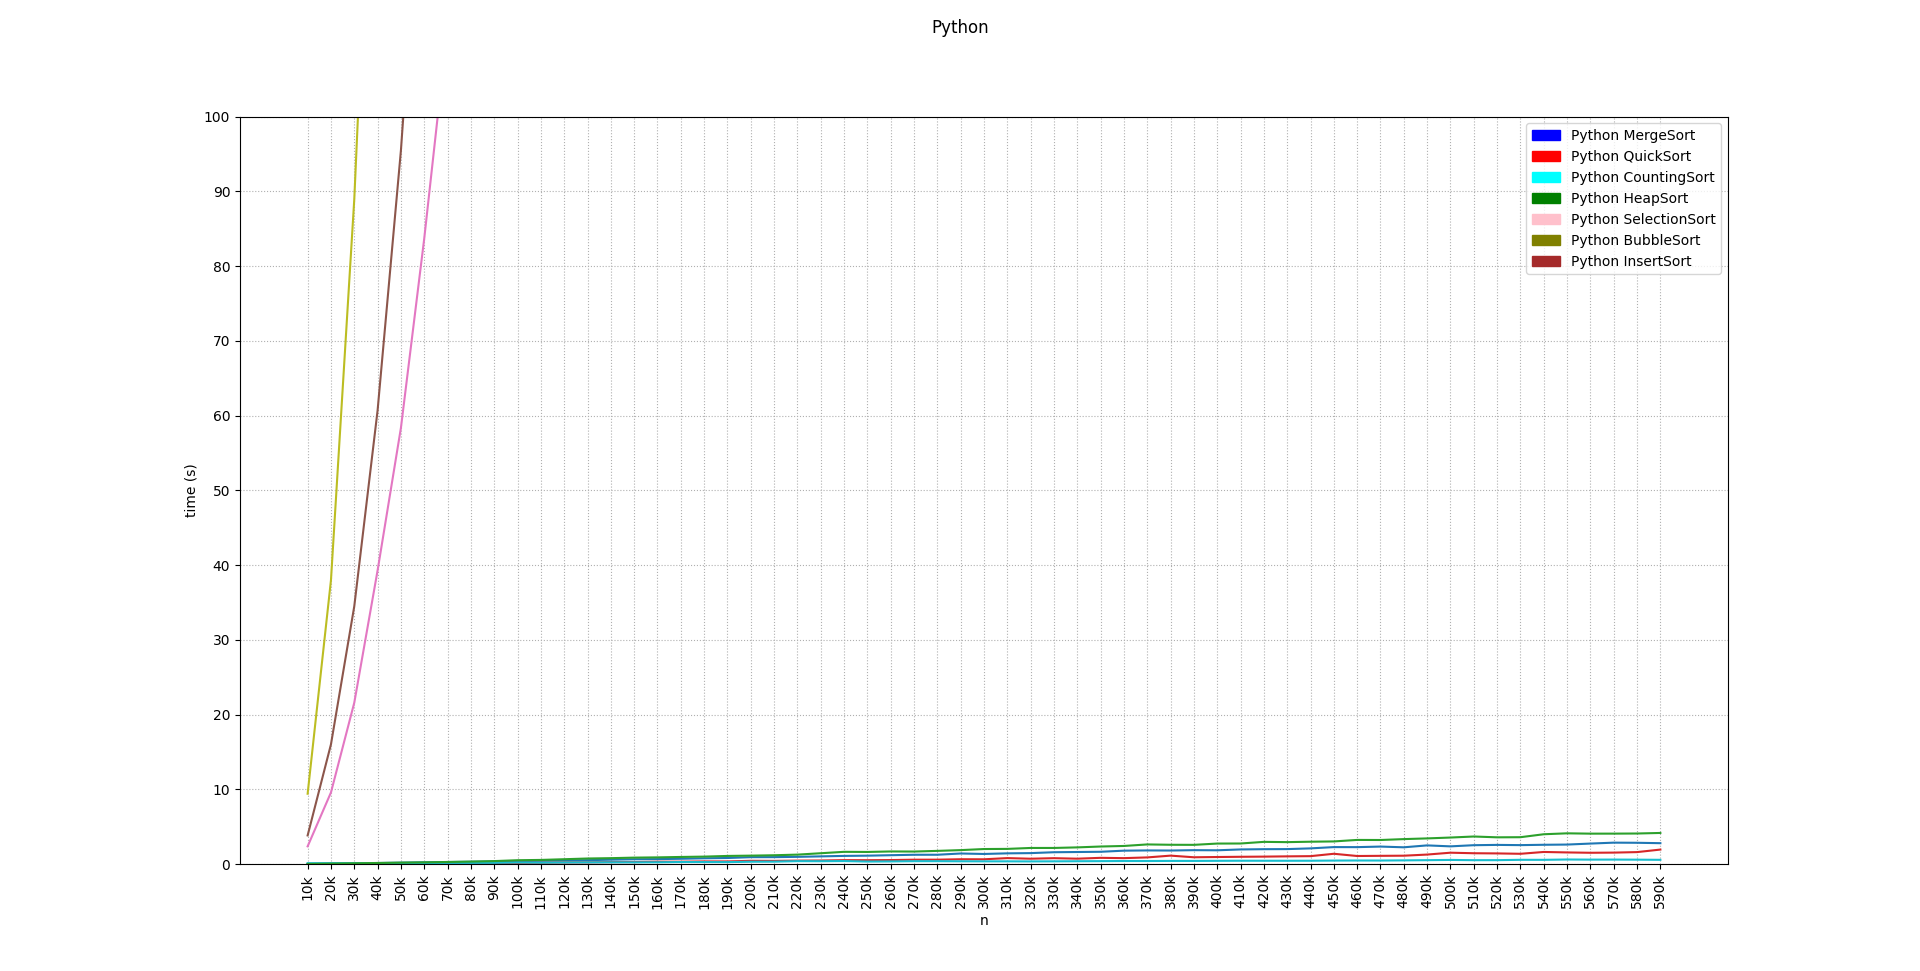 Python
100
90
80
70
60
50
40
30
20
10
0
time (s)
Python MergeSort
Python QuickSort
Python CountingSort
Python HeapSort
Python SelectionSort
Python BubbleSort
Python InsertSort
10k 20k 30k 40k 50k 60k 70k 80k 90k 100k 110k 120k 130k 140k 150k 160k 170k 180k 190k 200k 210k 220k 230k 240k 250k 260k 270k 280k 290k 300k 310k 320k 330k 340k 350k 360k 370k 380k 390k 400k 410k 420k 430k 440k 450k 460k 470k 480k 490k 500k 510k 520k 530k 540k 550k 560k 570k 580k 590k
n